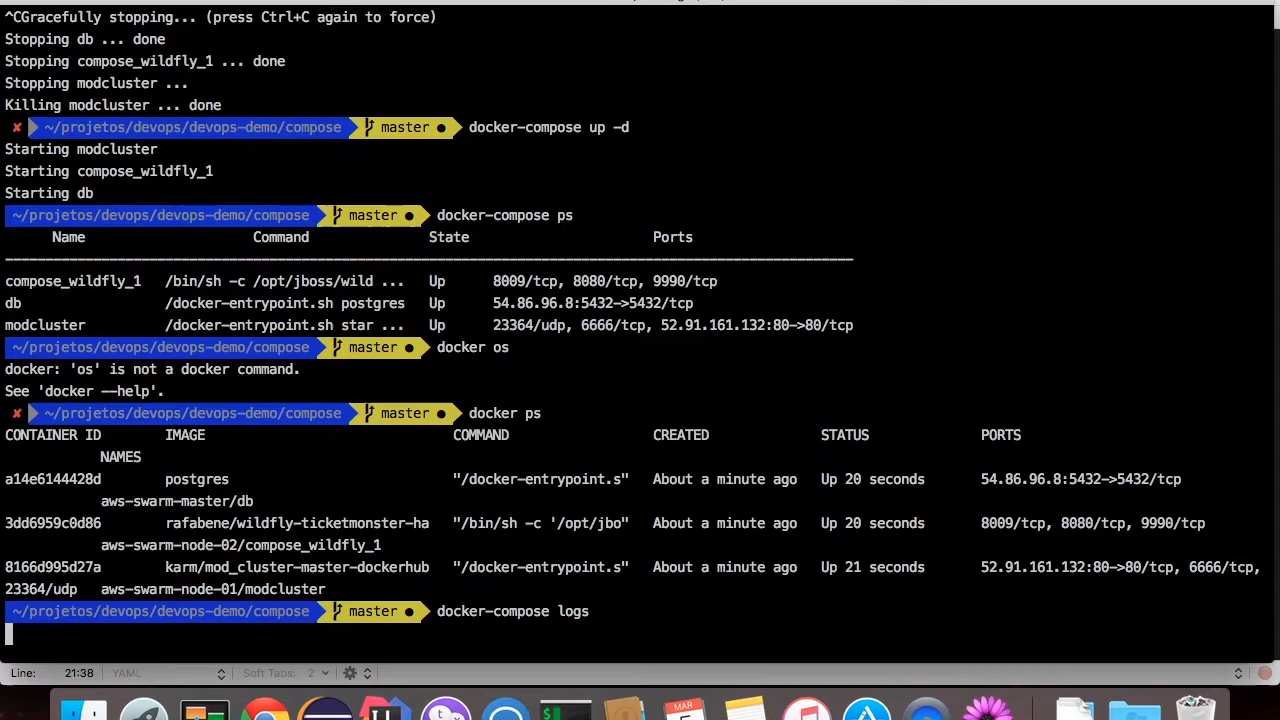 ^CGracefully stopping... (press Ctrl+C again to force)
Stopping db ... done
Stopping compose_wildfly_1 ... done
Stopping modcluster ...
Killing modcluster ... done
✘ ~/projetos/devops/devops-demo/compose master ● docker-compose up -d
Starting modcluster
Starting compose_wildfly_1
Starting db
~/projetos/devops/devops-demo/compose master ● docker-compose ps
Name Command State Ports
compose_wildfly_1 /bin/sh -c /opt/jboss/wild ... Up 8009/tcp, 8080/tcp, 9990/tcp
db /docker-entrypoint.sh postgres Up 54.86.96.8:5432->5432/tcp
modcluster /docker-entrypoint.sh star ... Up 23364/udp, 6666/tcp, 52.91.161.132:80->80/tcp
~/projetos/devops/devops-demo/compose master ● docker os
docker: 'os' is not a docker command.
See 'docker --help'.
✘ ~/projetos/devops/devops-demo/compose master ● docker ps
CONTAINER ID IMAGE COMMAND CREATED STATUS PORTS
NAMES
a14e6144428d postgres "/docker-entrypoint.s" About a minute ago Up 20 seconds 54.86.96.8:5432->5432/tcp
aws-swarm-master/db
3dd6959c0d86 rafabene/wildfly-ticketmonster-ha "/bin/sh -c '/opt/jbo" About a minute ago Up 20 seconds 8009/tcp, 8080/tcp, 9990/tcp
aws-swarm-node-02/compose_wildfly_1
8166d995d27a karm/mod_cluster-master-dockerhub "/docker-entrypoint.s" About a minute ago Up 21 seconds 52.91.161.132:80->80/tcp, 6666/tcp,
23364/udp aws-swarm-node-01/modcluster
~/projetos/devops/devops-demo/compose master ● docker-compose logs
Line: 21:38 YAML Soft Tabs: 2
MAR